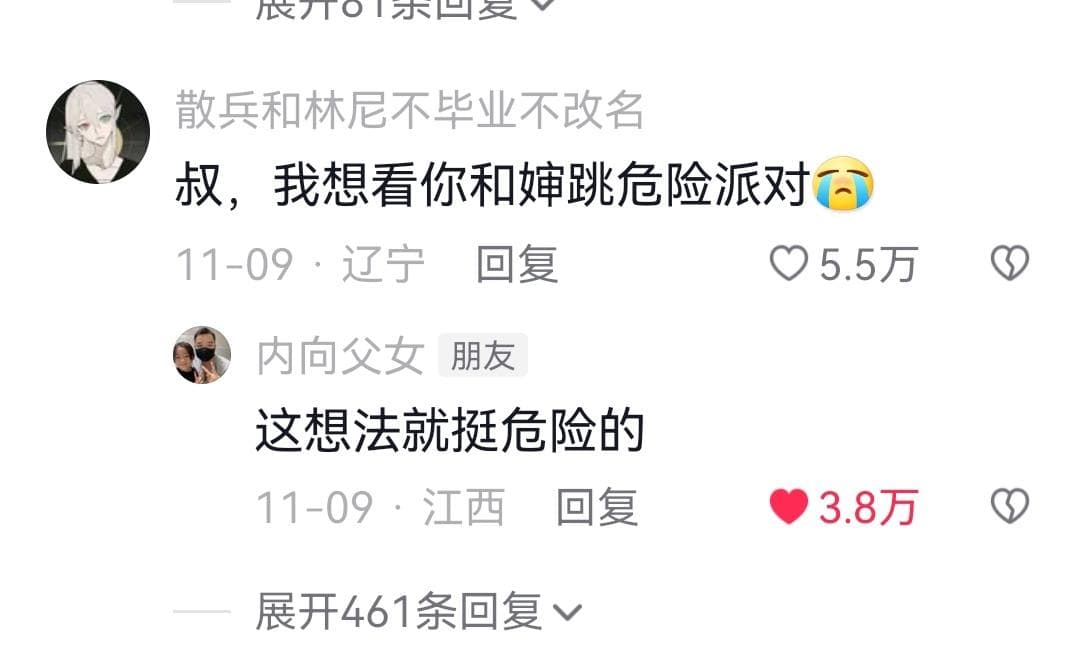 展开81条回复
散兵和林尼不毕业不改名
叔，我想看你和婶跳危险派对😭
11-09 · 辽宁 回复 5.5万
内向父女 朋友
这想法就挺危险的
11-09 · 江西 回复 3.8万
展开461条回复